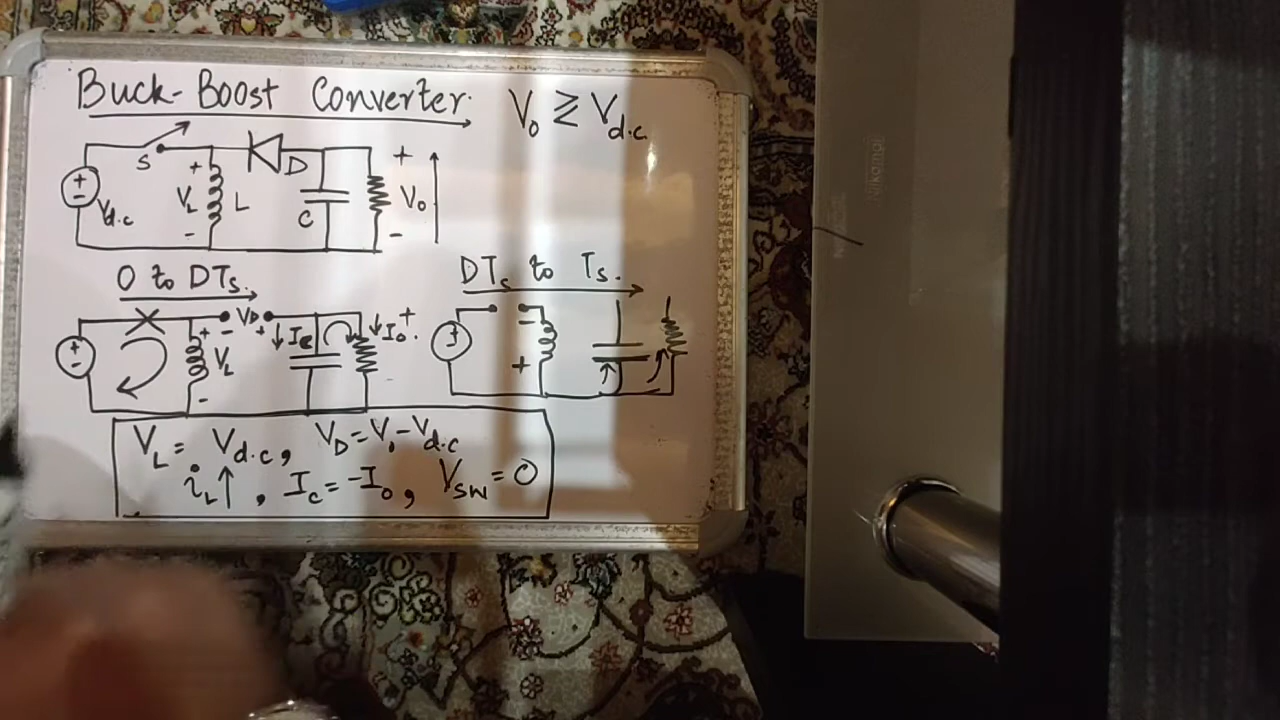 Buck-Boost Converter. V₀ ≷ Vd.c.
S D
+ VL - L C + V₀ -
Vd.c
0 to DTs. DTs to Ts.
VD
- + + VL - ↓Ic ↓I₀ +
- +
VL = Vd.c, VD = V₀ - Vd.c
iL↑, Ic = -I₀, VSW = 0
Nikamal